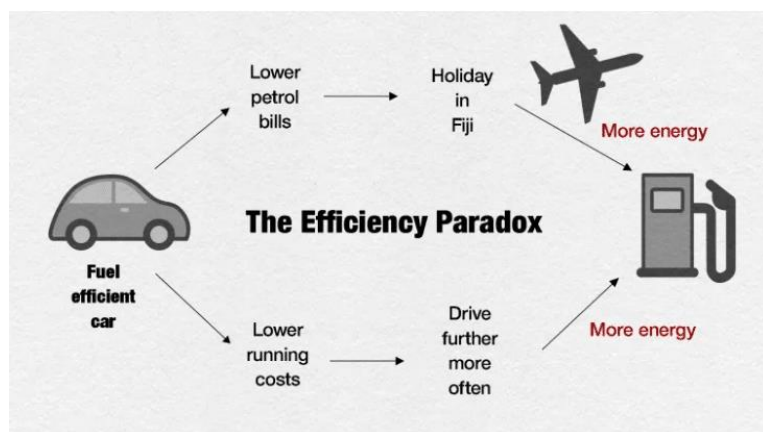 Lower
petrol
bills
Holiday
in
Fiji
More energy
The Efficiency Paradox
Fuel
efficient
car
Lower
running
costs
Drive
further
more
often
More energy